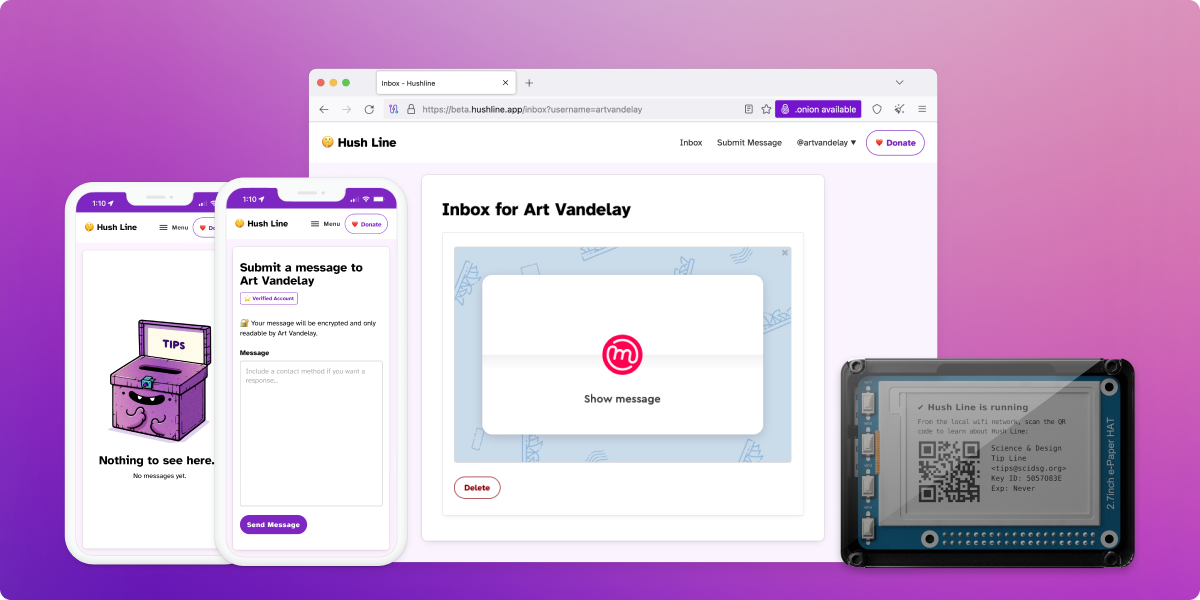 Inbox - Hushline
https://beta.hushline.app/inbox?username=artvandelay
.onion available
Hush Line
Inbox
Submit Message
@artvandelay ▼
Donate
Inbox for Art Vandelay
m
Show message
Delete
1:10
Hush Line
Menu
Do
TIPS
Nothing to see here.
No messages yet.
1:10
Hush Line
Menu
Donate
Submit a message to
Art Vandelay
Verified Account
Your message will be encrypted and only
readable by Art Vandelay.
Message
Include a contact method if you want a
response...
Send Message
✔ Hush Line is running
From the local wifi network, scan the QR
code to learn about Hush Line:
Science & Design
Tip Line
<tips@scidsg.org>
Key ID: 5057083E
Exp: Never
2.7inch e-Paper HAT